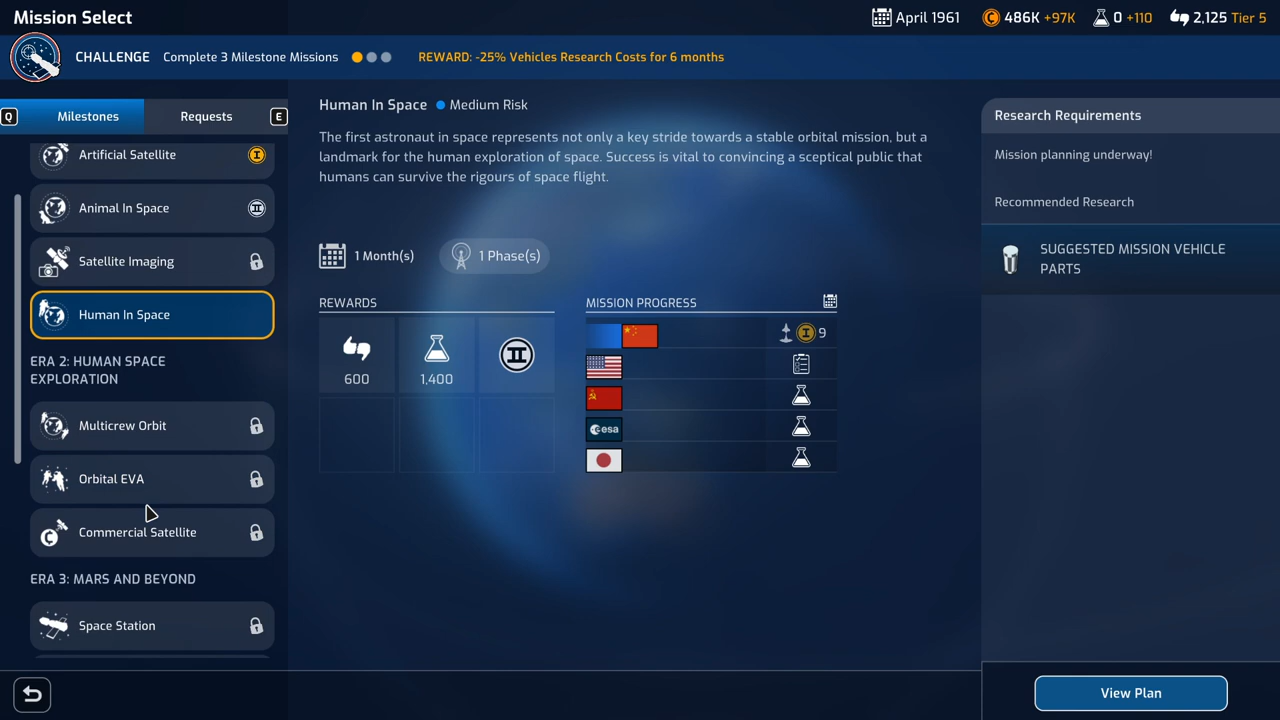 Mission Select
April 1961
486K +97K
0 +110
2,125 Tier 5
CHALLENGE Complete 3 Milestone Missions
REWARD: -25% Vehicles Research Costs for 6 months
Q
Milestones
Requests
E
Artificial Satellite
I
Animal In Space
II
Satellite Imaging
Human In Space
ERA 2: HUMAN SPACE
EXPLORATION
Multicrew Orbit
Orbital EVA
Commercial Satellite
ERA 3: MARS AND BEYOND
Space Station
Human In Space
Medium Risk
The first astronaut in space represents not only a key stride towards a stable orbital mission, but a
landmark for the human exploration of space. Success is vital to convincing a sceptical public that
humans can survive the rigours of space flight.
1 Month(s)
1 Phase(s)
REWARDS
600
1,400
II
MISSION PROGRESS
I 9
esa
Research Requirements
Mission planning underway!
Recommended Research
SUGGESTED MISSION VEHICLE
PARTS
View Plan